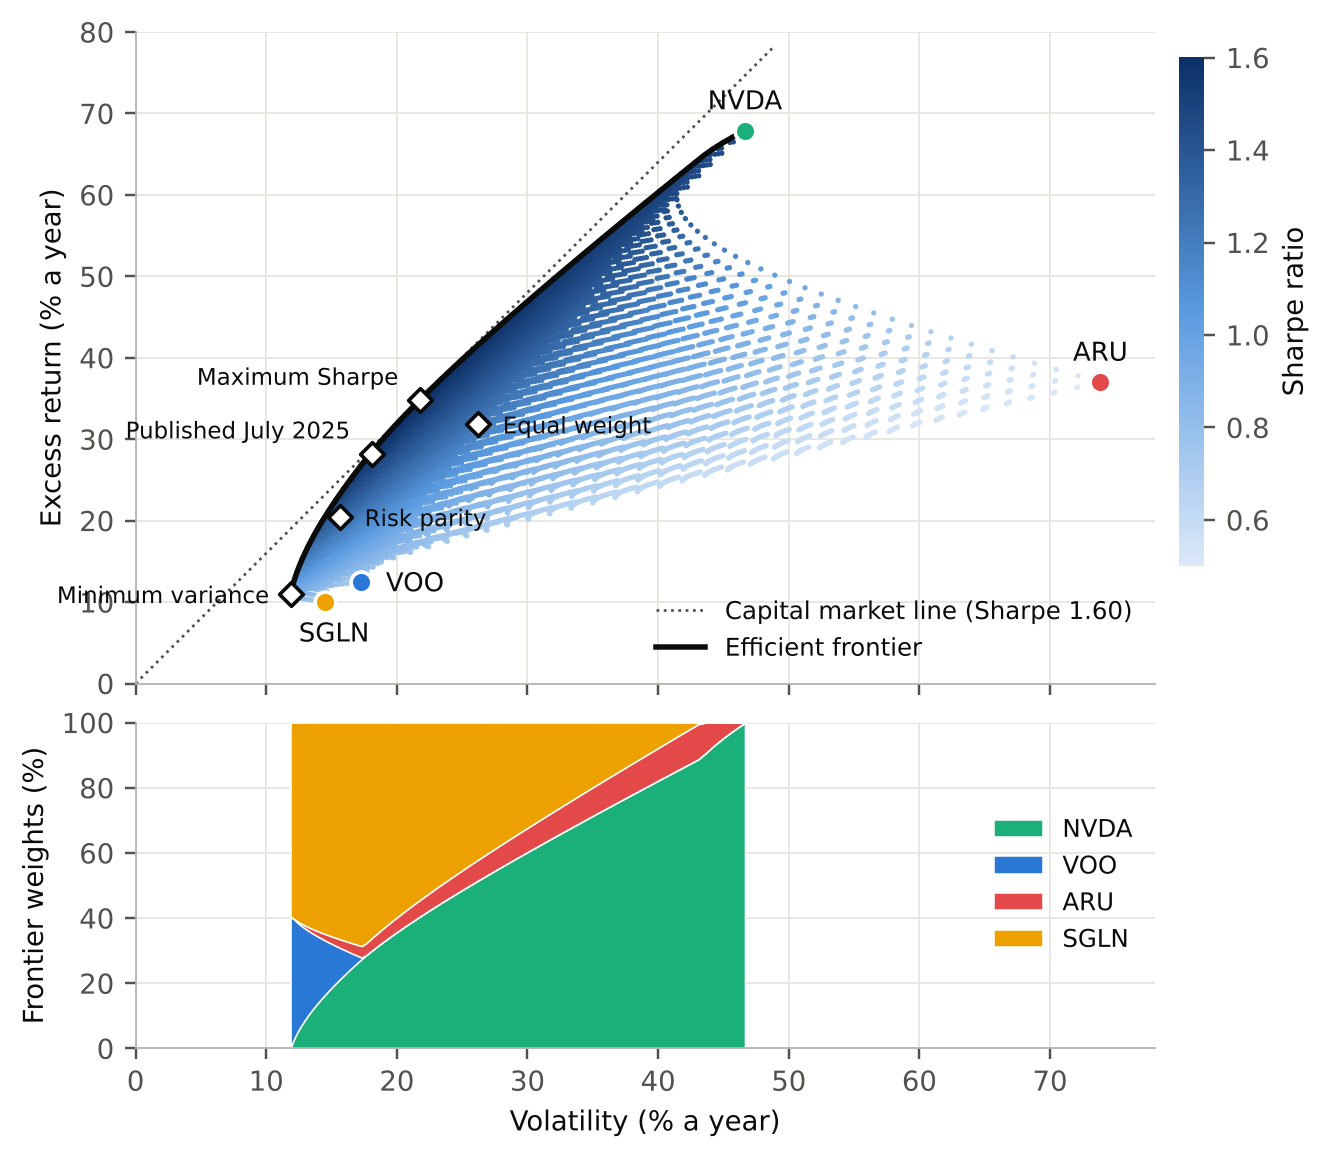 80
70
60
50
40
30
20
10
0
Excess return (% a year)
NVDA
ARU
Maximum Sharpe
Published July 2025
Equal weight
Risk parity
Minimum variance
VOO
SGLN
Capital market line (Sharpe 1.60)
Efficient frontier
1.6
1.4
1.2
1.0
0.8
0.6
Sharpe ratio
100
80
60
40
20
0
Frontier weights (%)
NVDA
VOO
ARU
SGLN
0 10 20 30 40 50 60 70
Volatility (% a year)